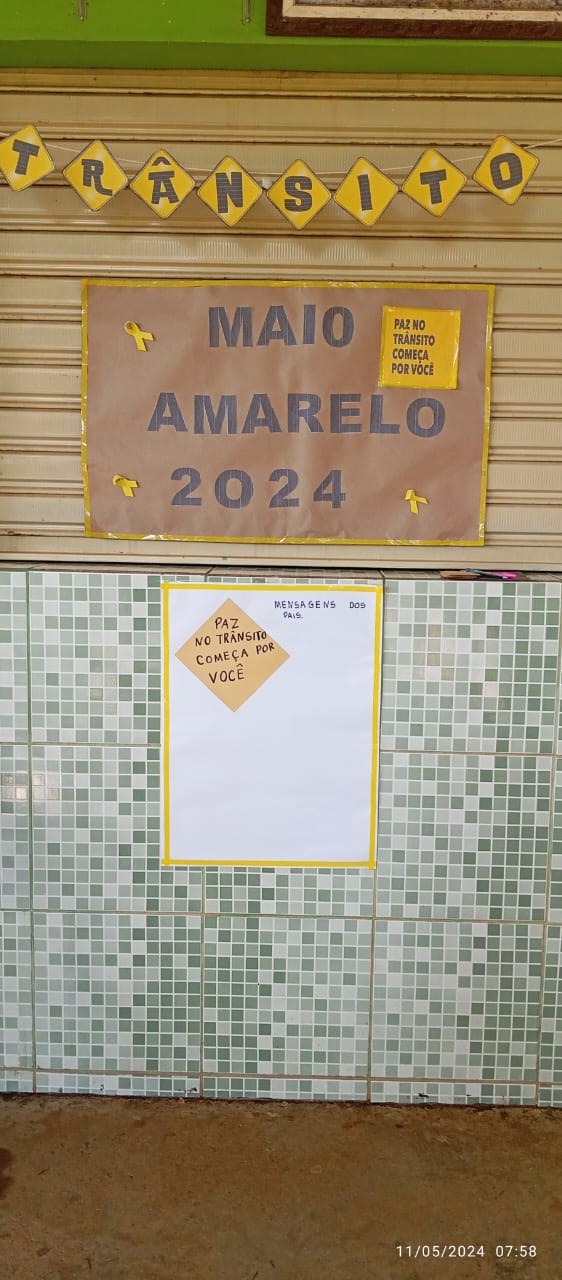 TRÂNSITO
MAIO
AMARELO
2024
PAZ NO
TRÂNSITO
COMEÇA
POR VOCÊ
MENSAGENS DOS
PAIS.
PAZ
NO TRÂNSITO
COMEÇA POR
VOCÊ
11/05/2024 07:58